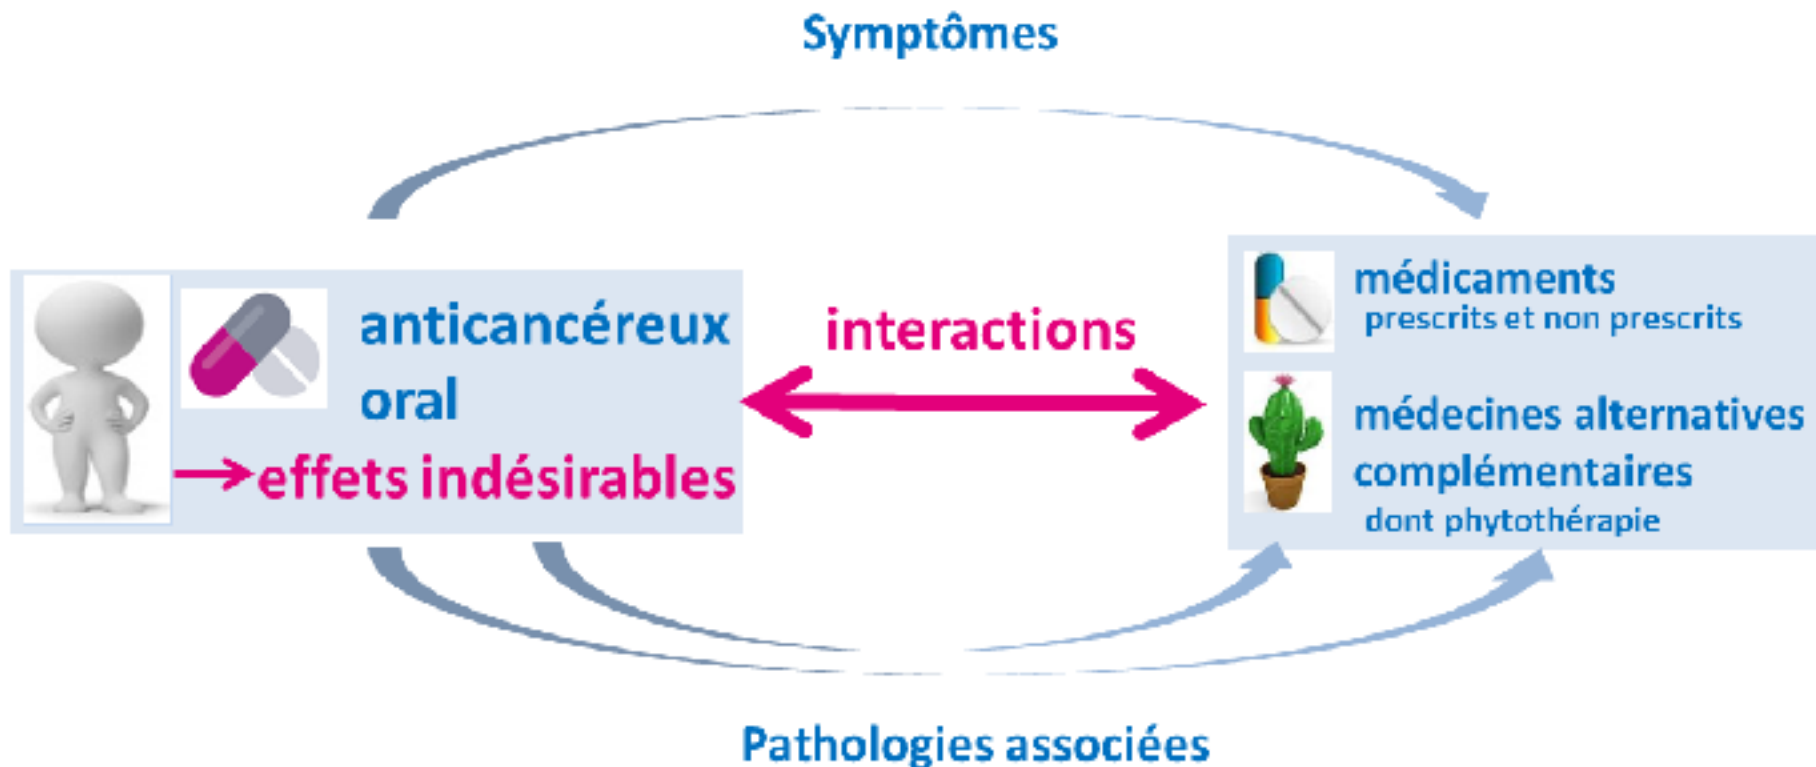 Symptômes
anticancéreux
oral
effets indésirables
interactions
médicaments
prescrits et non prescrits
médecines alternatives
complémentaires
dont phytothérapie
Pathologies associées